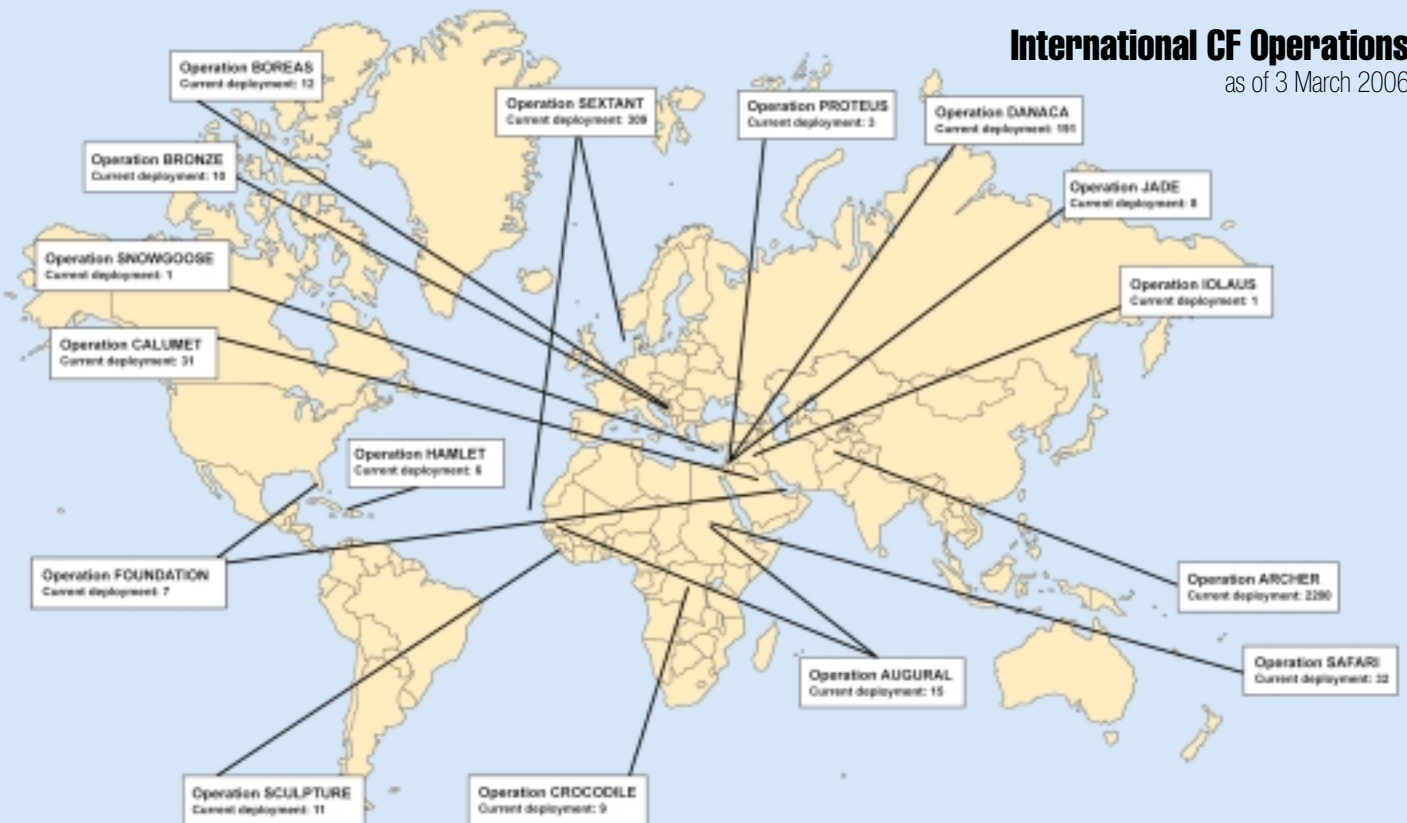 International CF Operations
as of 3 March 2006
Operation BOREAS
Current deployment: 12
Operation SEXTANT
Current deployment: 309
Operation PROTEUS
Current deployment: 3
Operation DANACA
Current deployment: 191
Operation BRONZE
Current deployment: 10
Operation JADE
Current deployment: 8
Operation SNOWGOOSE
Current deployment: 1
Operation IOLAUS
Current deployment: 1
Operation CALUMET
Current deployment: 31
Operation HAMLET
Current deployment:
Operation FOUNDATION
Current deployment: 7
Operation ARCHER
Current deployment:
Operation AUGURAL
Current deployment: 15
Operation SAFARI
Current deployment: 32
Operation SCULPTURE
Current deployment: 11
Operation CROCODILE
Current deployment: 9